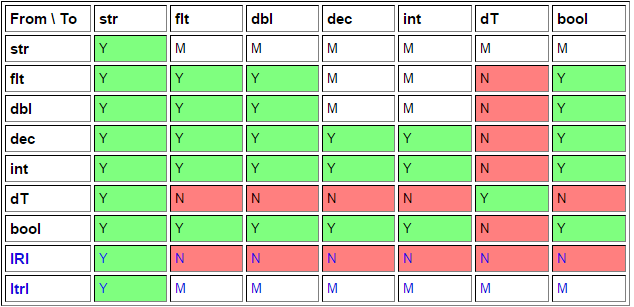 From \ To str flt dbl dec int dT bool
str Y M M M M M M
flt Y Y Y M M N Y
dbl Y Y Y M M N Y
dec Y Y Y Y Y N Y
int Y Y Y Y Y N Y
dT Y N N N N Y N
bool Y Y Y Y Y N Y
IRI Y N N N N N N
ltrl Y M M M M M M